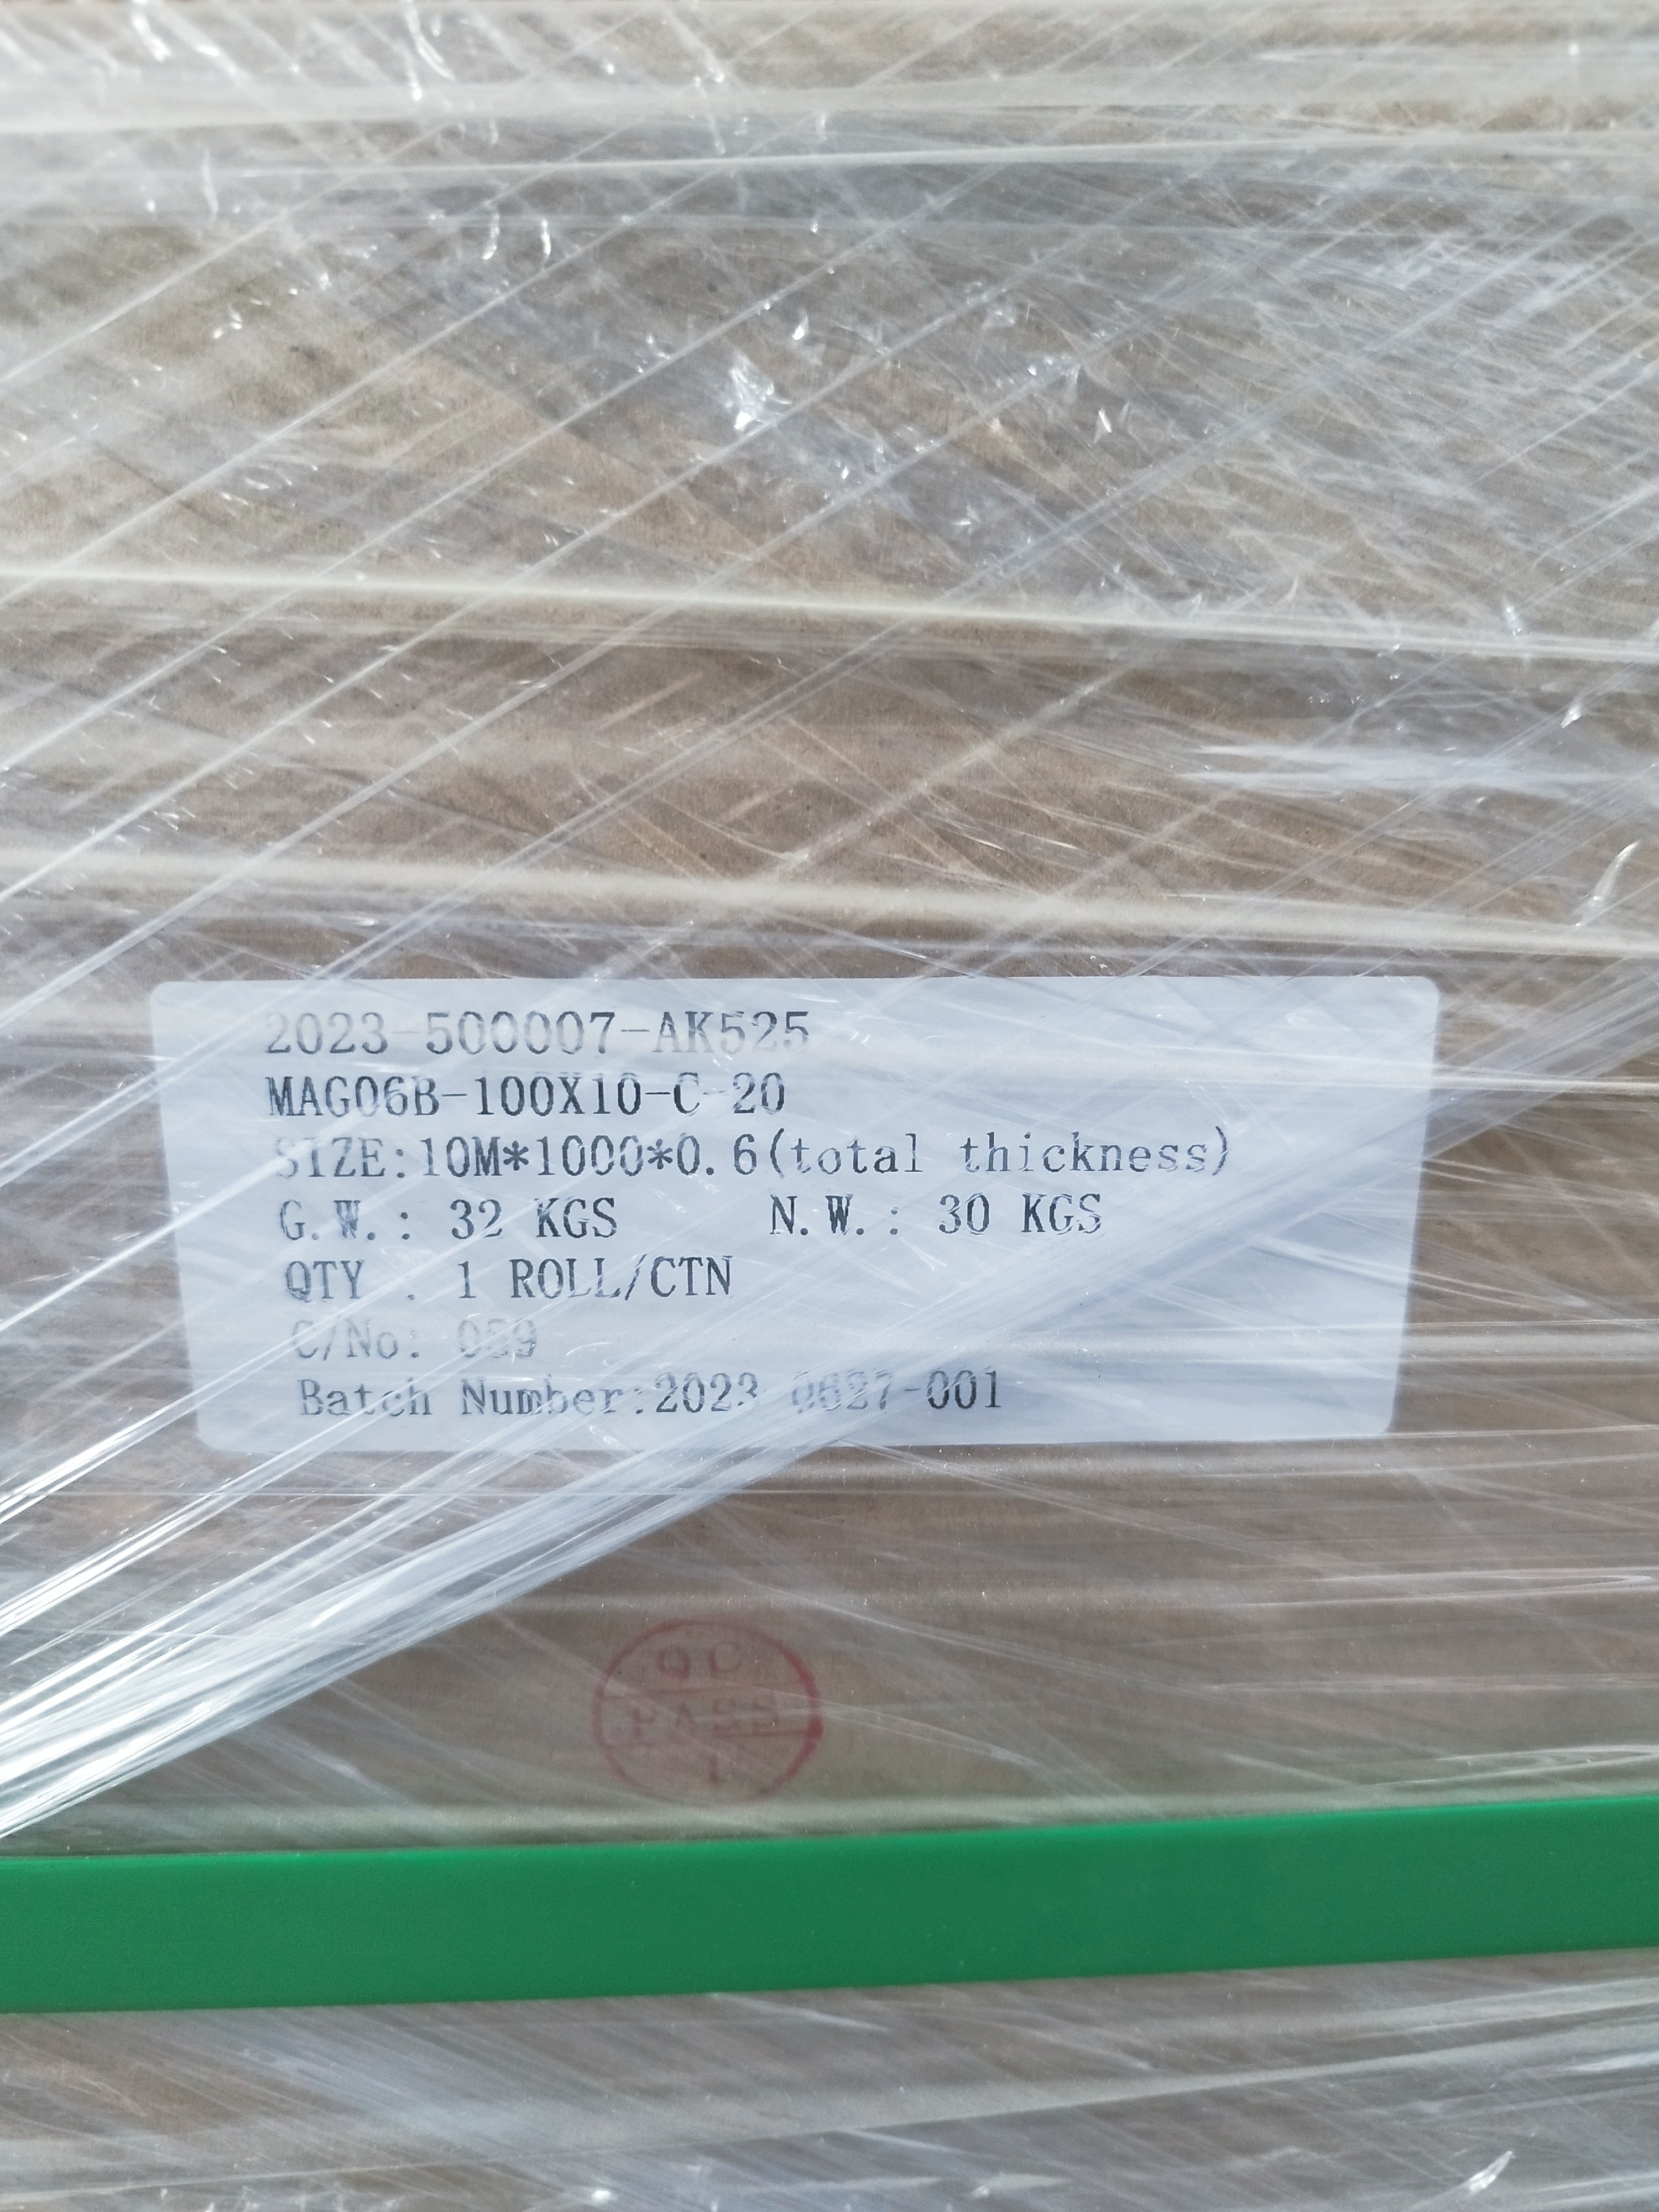 2023-500007-AK525
MAG06B-100X10-C-20
SIZE:10M*1000*0.6(total thickness)
G.W.: 32 KGS N.W.: 30 KGS
QTY : 1 ROLL/CTN
C/No: 059
Batch Number:2023-0627-001
QC
PASS
1